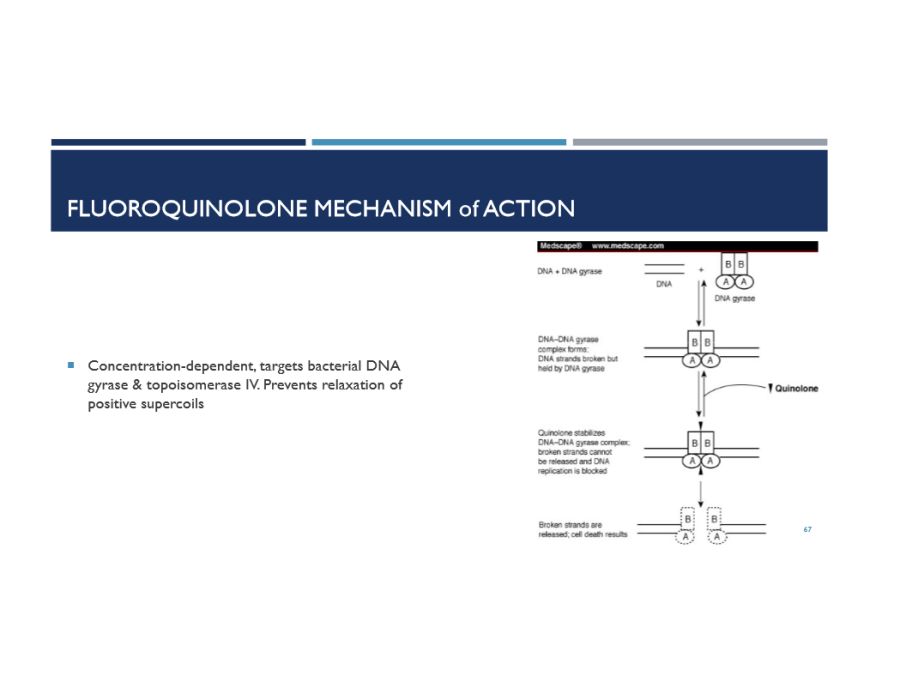 FLUOROQUINOLONE MECHANISM of ACTION
Medscape® www.medscape.com
DNA + DNA gyrase
DNA
+
B B
A A
DNA gyrase
DNA–DNA gyrase
complex forms:
DNA strands broken but
held by DNA gyrase
B B
A A
Quinolone
Quinolone stabilizes
DNA–DNA gyrase complex;
broken strands cannot
be released and DNA
replication is blocked
B B
A A
Broken strands are
released; cell death results
B B
A A
▪ Concentration-dependent, targets bacterial DNA
gyrase & topoisomerase IV. Prevents relaxation of
positive supercoils
67